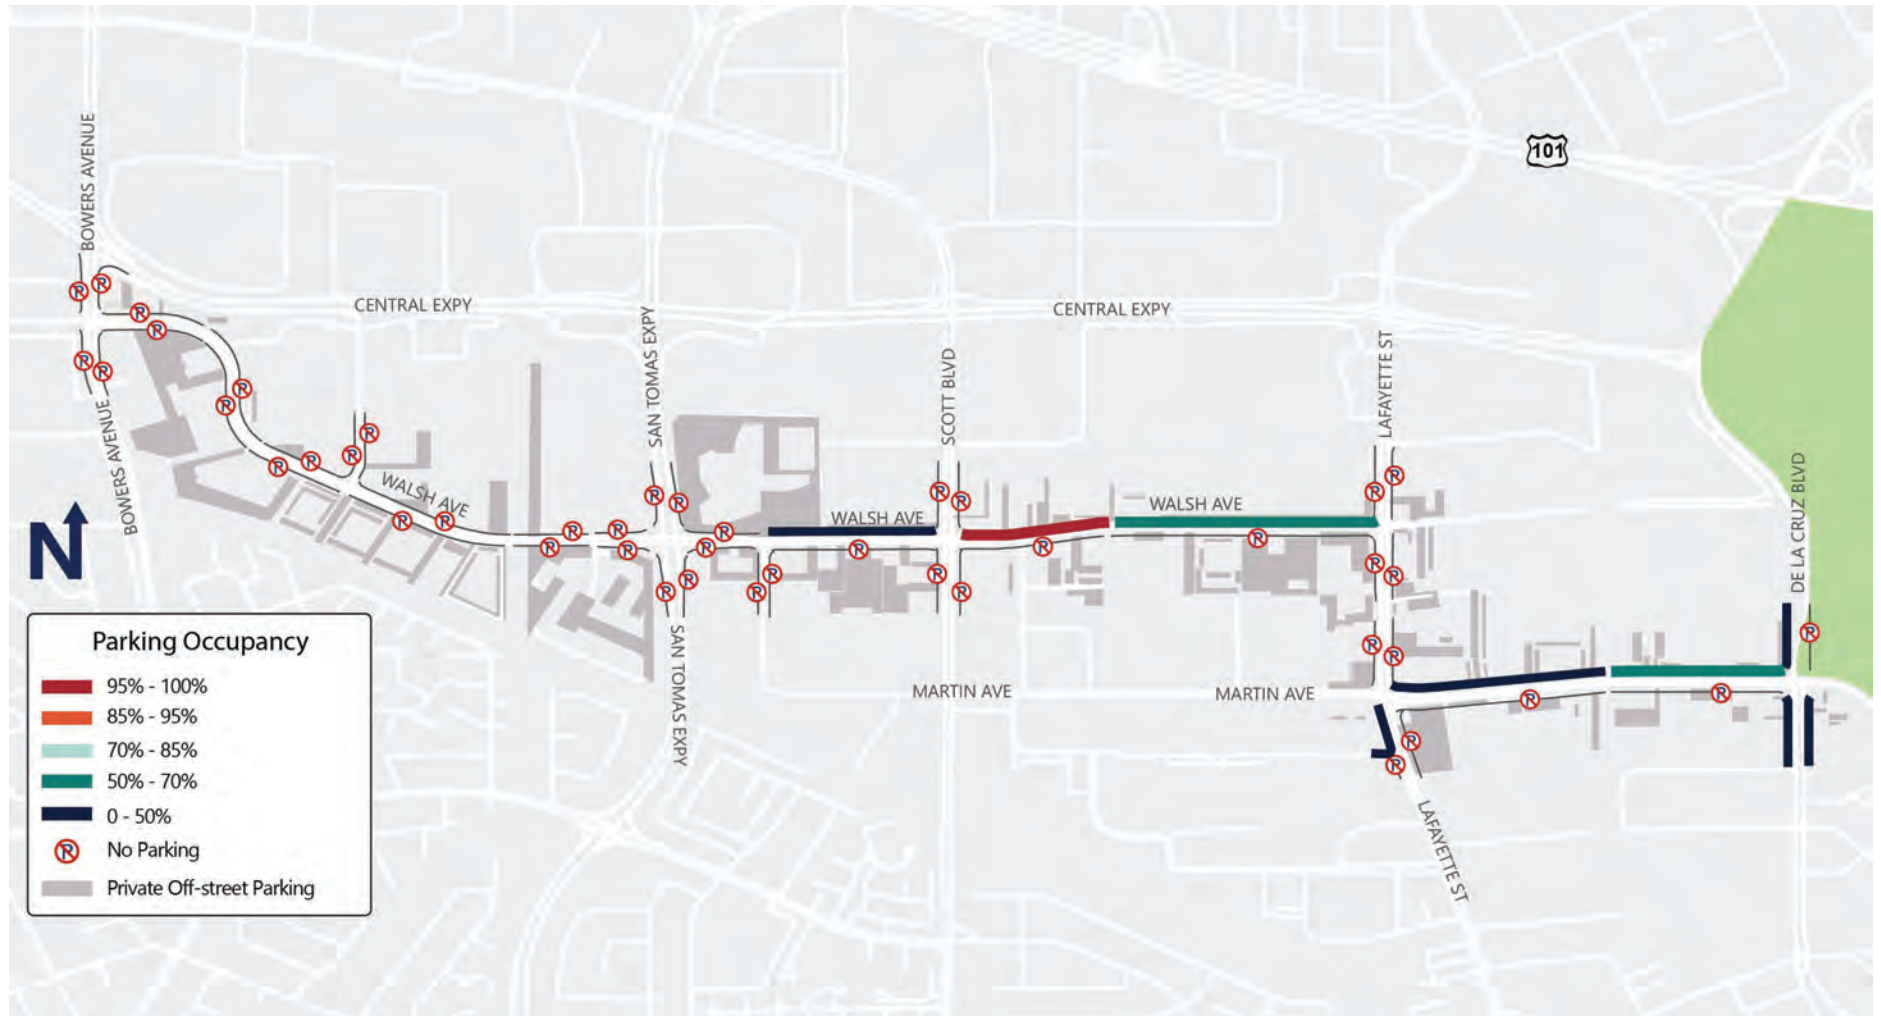 101
BOWERS AVENUE
CENTRAL EXPY
CENTRAL EXPY
SAN TOMAS EXPY
SCOTT BLVD
LAFAYETTE ST
BOWERS AVENUE
WALSH AVE
WALSH AVE
WALSH AVE
DE LA CRUZ BLVD
N
SAN TOMAS EXPY
MARTIN AVE
MARTIN AVE
LAFAYETTE ST
Parking Occupancy
95% - 100%
85% - 95%
70% - 85%
50% - 70%
0 - 50%
No Parking
Private Off-street Parking